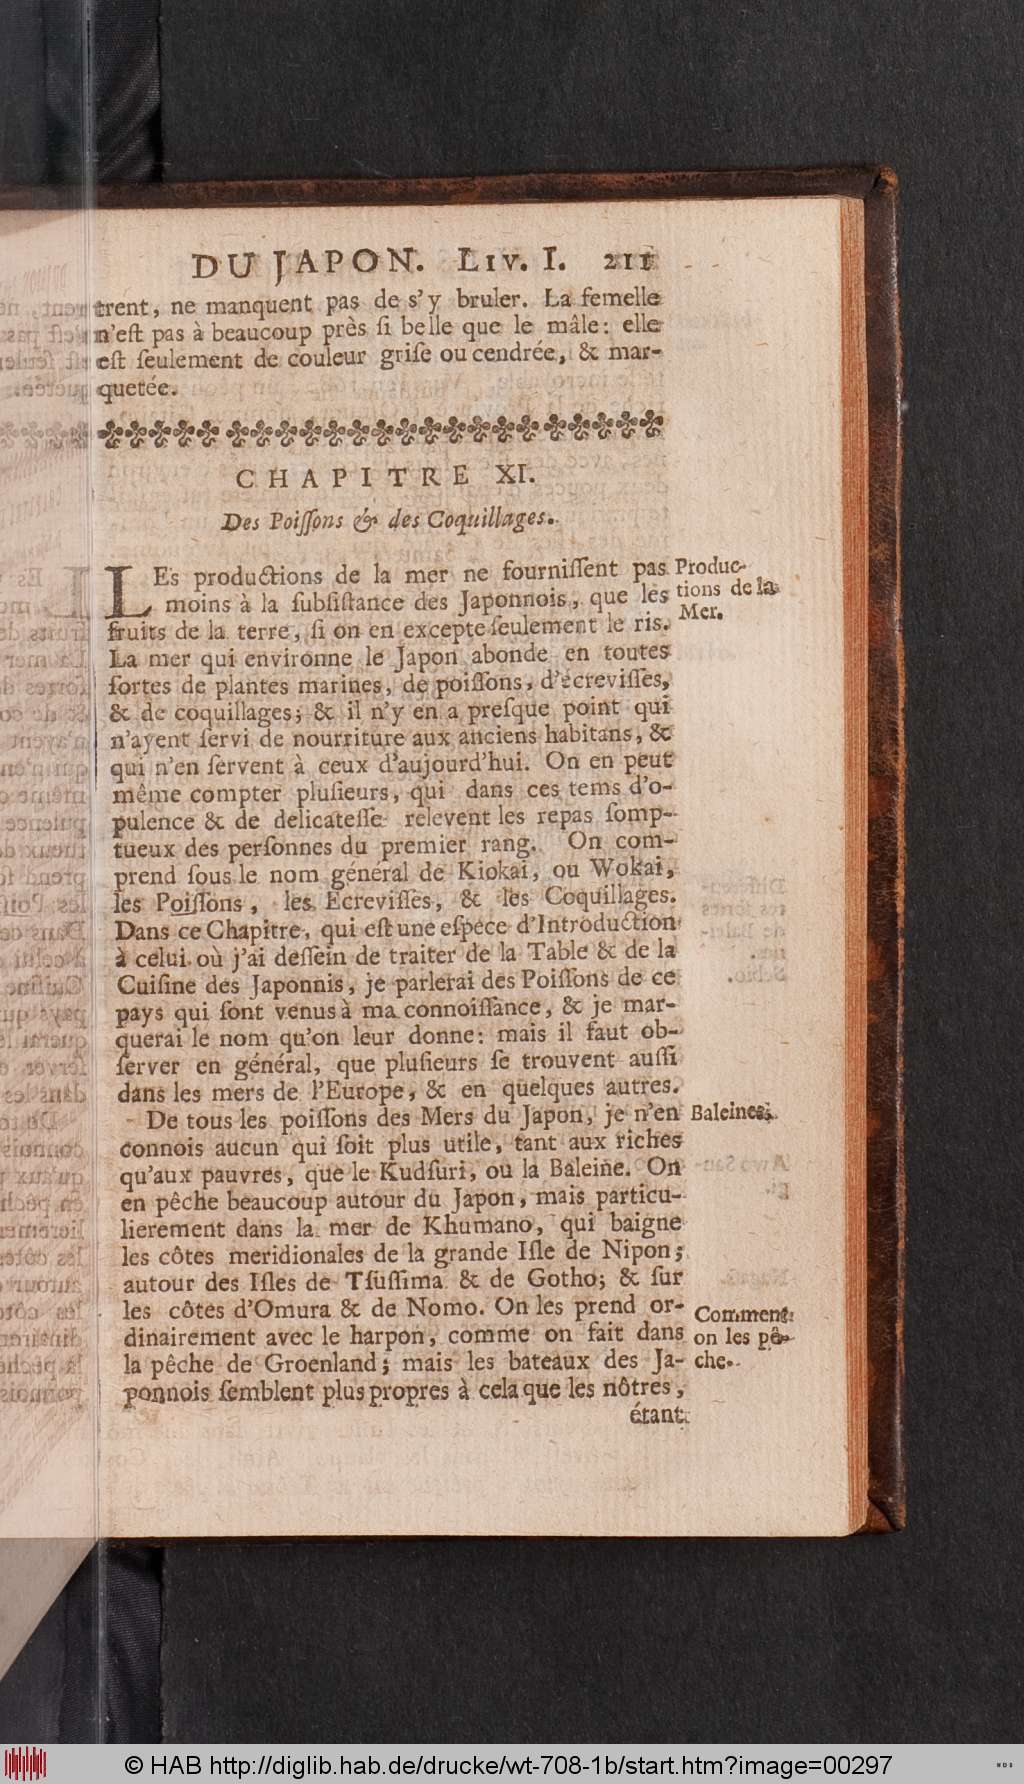 DU JAPON. LIV. I. 211
trent, ne manquent pas de s'y bruler. La femelle
n'eſt pas à beaucoup près ſi belle que le mâle: elle
eſt ſeulement de couleur griſe ou cendrée, & mar-
quetée.
CHAPITRE XI.
Des Poiſſons & des Coquillages.
LEs productions de la mer ne fourniſſent pas
moins à la ſubſiſtance des Japonnois, que les
fruits de la terre, ſi on en excepte ſeulement le ris.
La mer qui environne le Japon abonde en toutes
ſortes de plantes marines, de poiſſons, d'écreviſſes,
& de coquillages; & il n'y en a preſque point qui
n'ayent ſervi de nourriture aux anciens habitans, &
qui n'en ſervent à ceux d'aujourd'hui. On en peut
même compter pluſieurs, qui dans ces tems d'o-
pulence & de delicateſſe relevent les repas ſomp-
tueux des perſonnes du premier rang. On com-
prend ſous le nom général de Kiokai, ou Wokai,
les Poiſſons, les Ecreviſſes, & les Coquillages.
Dans ce Chapitre, qui eſt une eſpéce d'Introduction
à celui où j'ai deſſein de traiter de la Table & de la
Cuiſine des Japonnis, je parlerai des Poiſſons de ce
pays qui ſont venus à ma connoiſſance, & je mar-
querai le nom qu'on leur donne: mais il faut ob-
ſerver en général, que pluſieurs ſe trouvent auſſi
dans les mers de l'Europe, & en quelques autres.
De tous les poiſſons des Mers du Japon, je n'en
connois aucun qui ſoit plus utile, tant aux riches
qu'aux pauvres, que le Kudſuri, ou la Baleine. On
en pêche beaucoup autour du Japon, mais particu-
lierement dans la mer de Khumano, qui baigne
les côtes meridionales de la grande Iſle de Nipon;
autour des Iſles de Tſuſſima & de Gotho; & ſur
les côtes d'Omura & de Nomo. On les prend or-
dinairement avec le harpon, comme on fait dans
la pêche de Groenland; mais les bateaux des Ja-
ponnois ſemblent plus propres à cela que les nôtres,
étant
Produc-
tions de la
Mer.
Baleines.
Comment
on les pê-
che.
© HAB http://diglib.hab.de/drucke/wt-708-1b/start.htm?image=00297